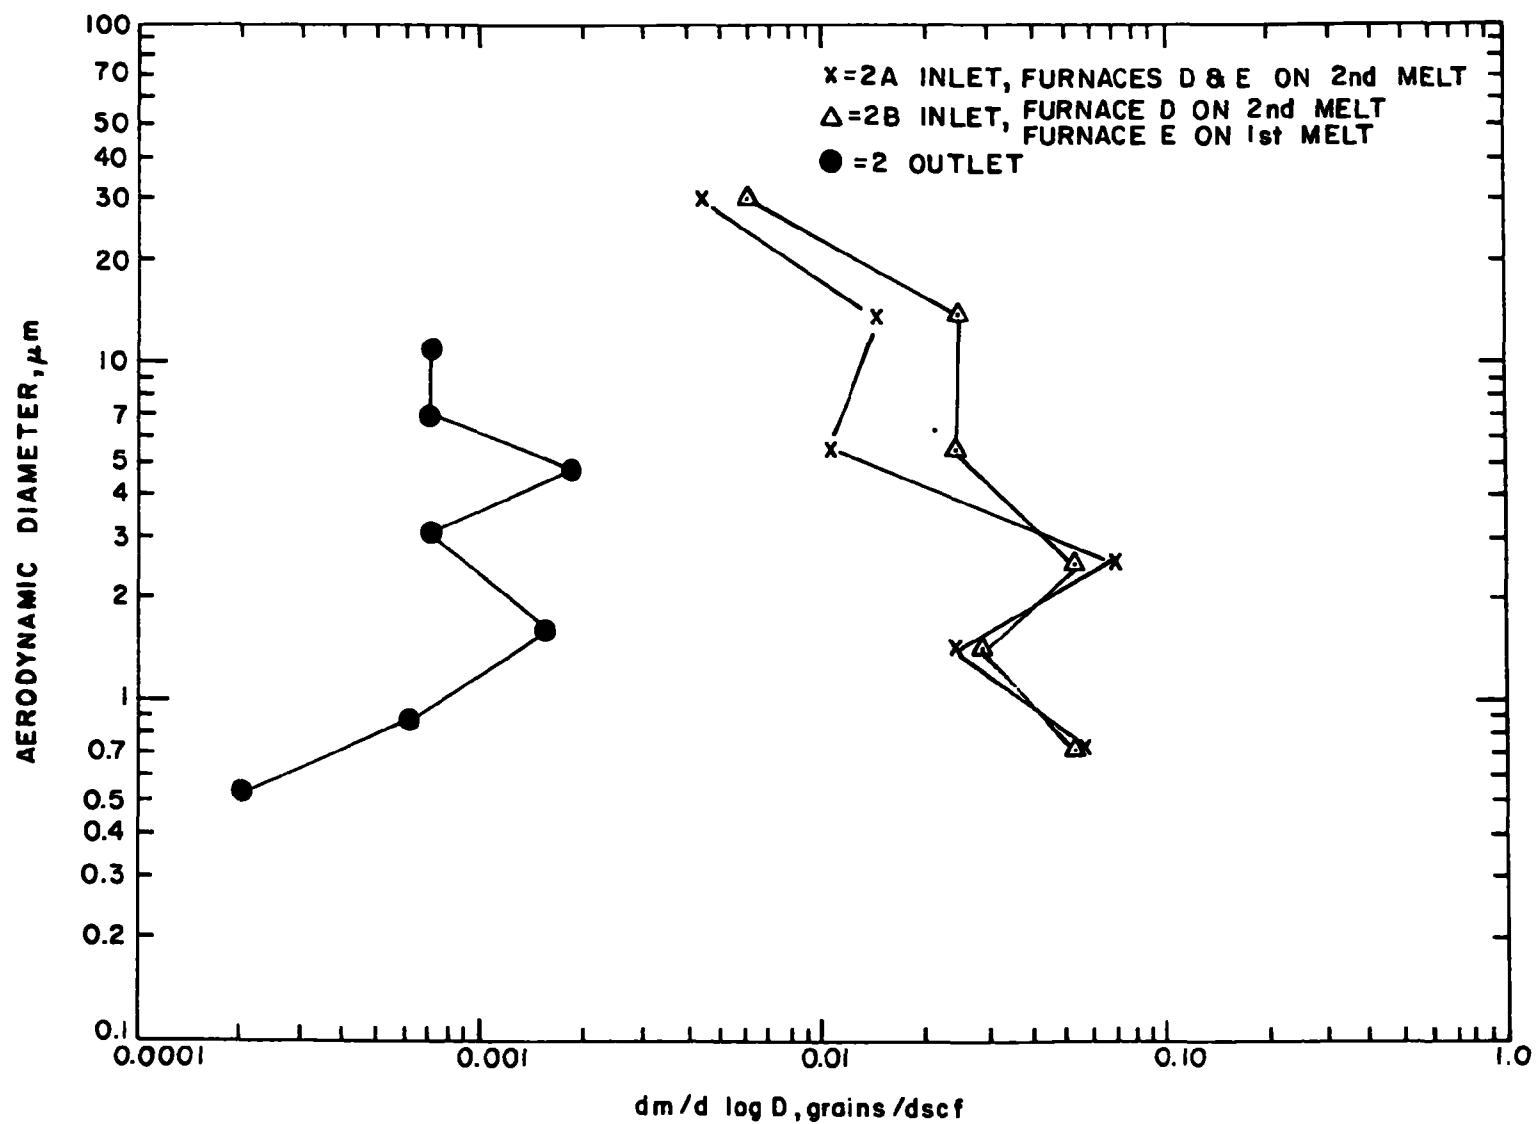 100
70
50
40
30
20
10
7
5
4
3
2
1
0.7
0.5
0.4
0.3
0.2
0.1
AERODYNAMIC DIAMETER, μm
X=2A INLET, FURNACES D & E ON 2nd MELT
Δ=2B INLET, FURNACE D ON 2nd MELT
FURNACE E ON 1st MELT
●=2 OUTLET
0.0001 0.001 0.01 0.10 1.0
dm/d log D, grains/dscf